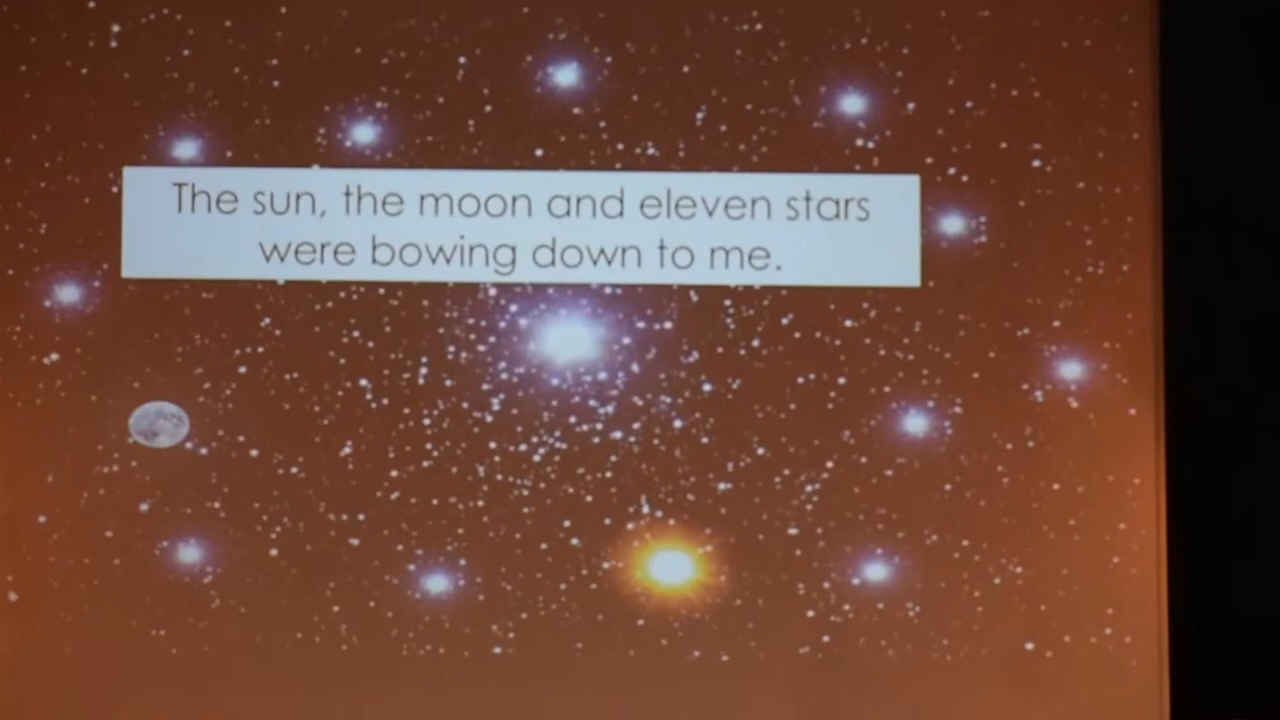 The sun, the moon and eleven stars
were bowing down to me.